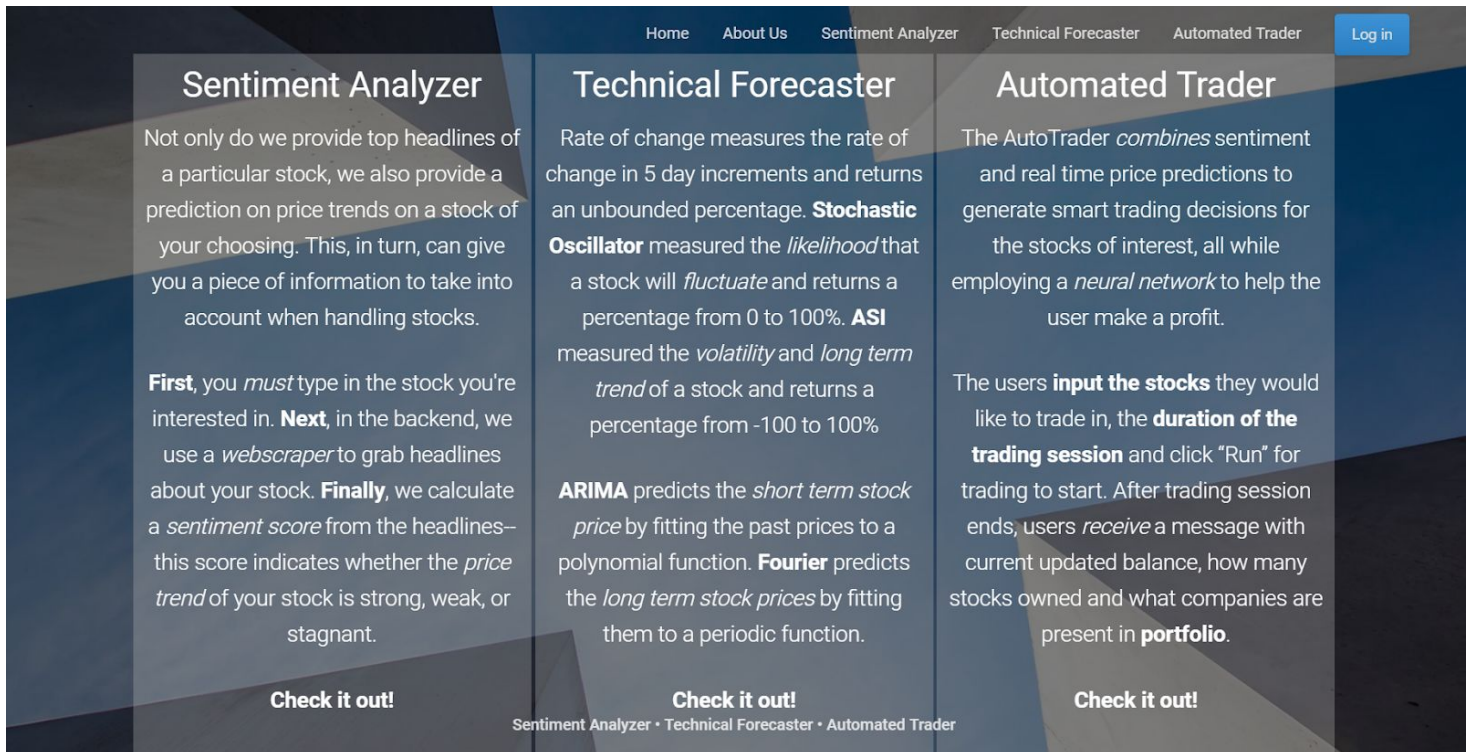 Home About Us Sentiment Analyzer Technical Forecaster Automated Trader Log in
Sentiment Analyzer
Not only do we provide top headlines of
a particular stock, we also provide a
prediction on price trends on a stock of
your choosing. This, in turn, can give
you a piece of information to take into
account when handling stocks.
First, you must type in the stock you're
interested in. Next, in the backend, we
use a webscraper to grab headlines
about your stock. Finally, we calculate
a sentiment score from the headlines--
this score indicates whether the price
trend of your stock is strong, weak, or
stagnant.
Check it out!
Technical Forecaster
Rate of change measures the rate of
change in 5 day increments and returns
an unbounded percentage. Stochastic
Oscillator measured the likelihood that
a stock will fluctuate and returns a
percentage from 0 to 100%. ASI
measured the volatility and long term
trend of a stock and returns a
percentage from -100 to 100%
ARIMA predicts the short term stock
price by fitting the past prices to a
polynomial function. Fourier predicts
the long term stock prices by fitting
them to a periodic function.
Check it out!
Automated Trader
The AutoTrader combines sentiment
and real time price predictions to
generate smart trading decisions for
the stocks of interest, all while
employing a neural network to help the
user make a profit.
The users input the stocks they would
like to trade in, the duration of the
trading session and click “Run” for
trading to start. After trading session
ends, users receive a message with
current updated balance, how many
stocks owned and what companies are
present in portfolio.
Check it out!
Sentiment Analyzer • Technical Forecaster • Automated Trader